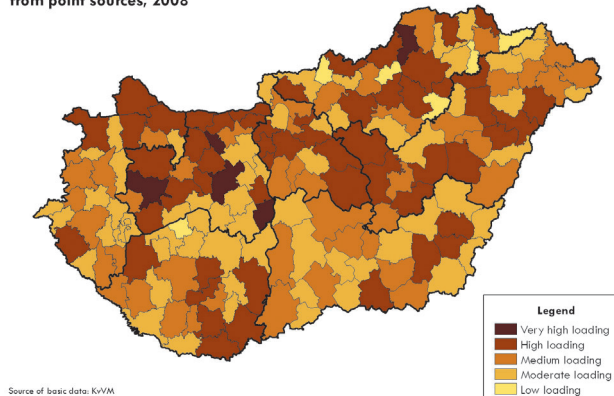 from point sources, 2008
Legend
Very high loading
High loading
Medium loading
Moderate loading
Low loading
Source of basic data: KvVM